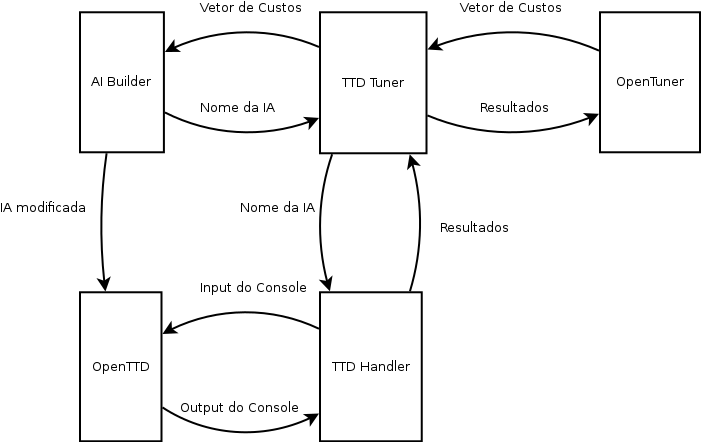 Vetor de Custos
Vetor de Custos
AI Builder
TTD Tuner
OpenTuner
Nome da IA
Resultados
IA modificada
Nome da IA
Resultados
Input do Console
OpenTTD
TTD Handler
Output do Console